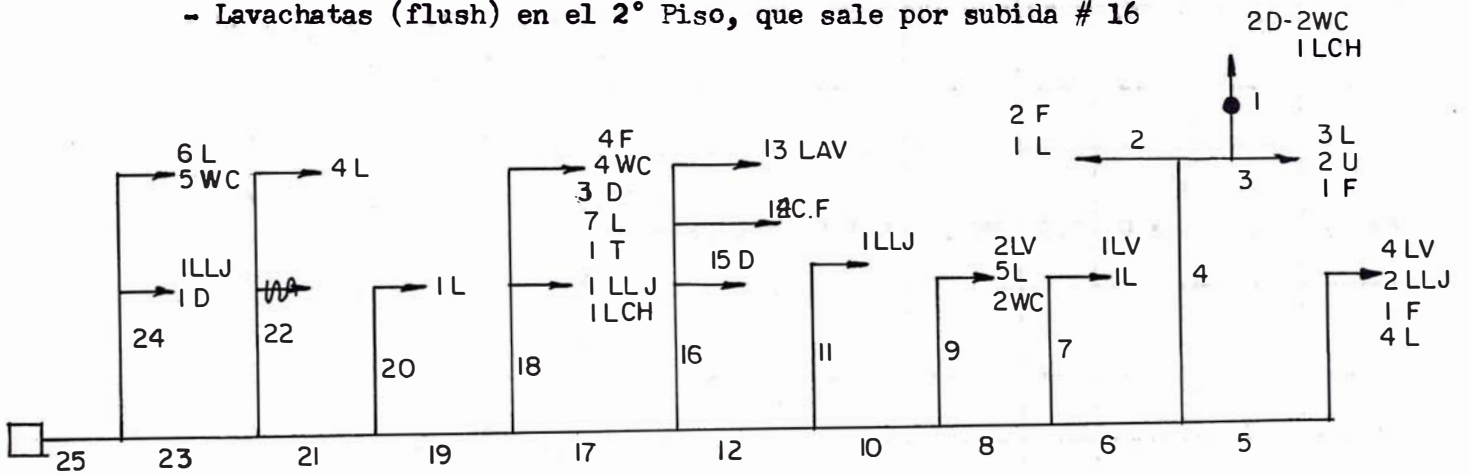 - Lavachatas (flush) en el 2° Piso, que sale por subida # 16
2D-2WC
1 LCH
1
2 F
1 L
2
3 L
2 U
1 F
3
4
6 L
5 WC
1LLJ
1 D
24
4 L
22
1 L
20
4 F
4 WC
3 D
7 L
1 T
1 LLJ
1LCH
18
13 LAV
15 D
16
1LLJ
11
2LV
5L
2WC
9
1LV
1L
7
4 LV
2 LLJ
1 F
4 L
25 23 21 19 17 12 10 8 6 5